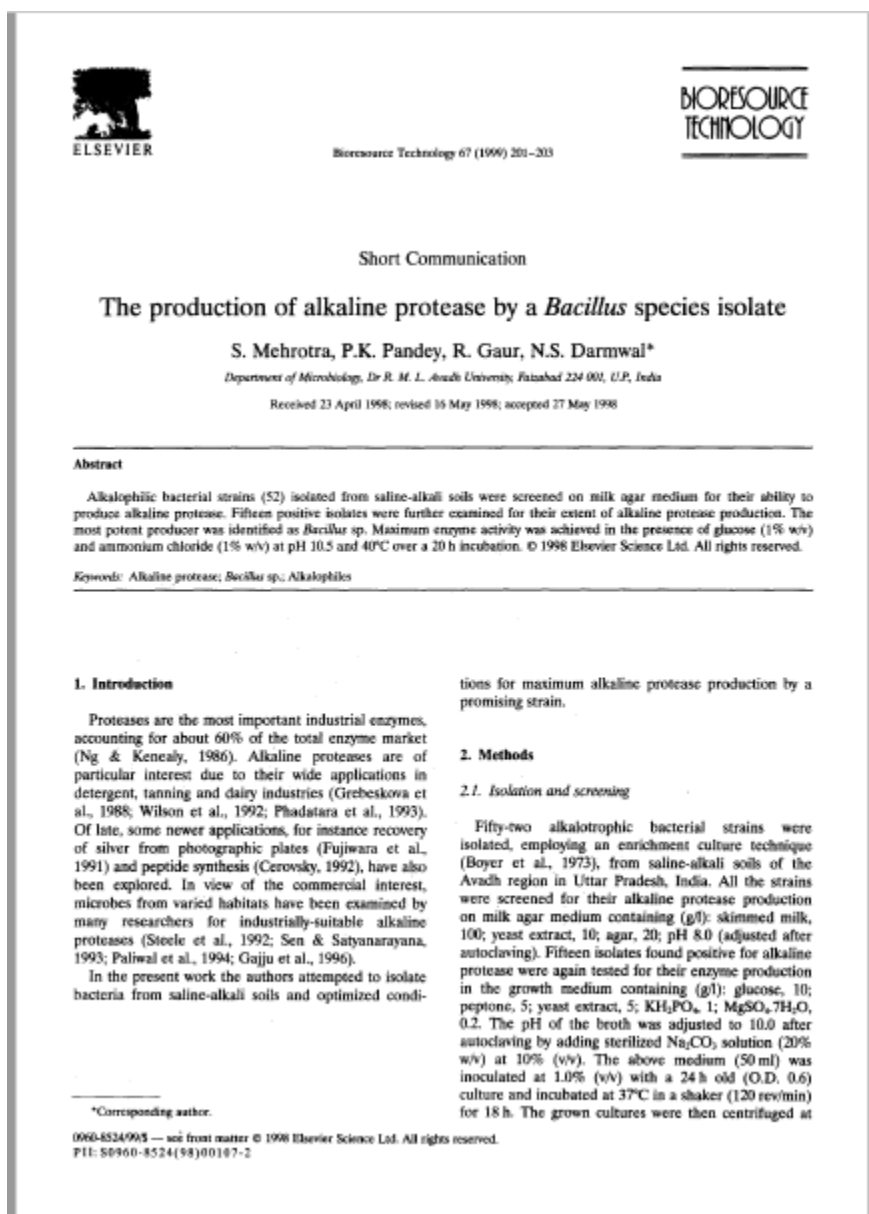 ELSEVIER
BIORESOURCE
TECHNOLOGY
Bioresource Technology 67 (1999) 201–203
Short Communication
The production of alkaline protease by a Bacillus species isolate
S. Mehrotra, P.K. Pandey, R. Gaur, N.S. Darmwal*
Department of Microbiology, Dr R. M. L. Avadh University, Faizabad 224 001, U.P., India
Received 23 April 1998; revised 16 May 1998; accepted 27 May 1998
Abstract
Alkalophilic bacterial strains (52) isolated from saline-alkali soils were screened on milk agar medium for their ability to
produce alkaline protease. Fifteen positive isolates were further examined for their extent of alkaline protease production. The
most potent producer was identified as Bacillus sp. Maximum enzyme activity was achieved in the presence of glucose (1% w/v)
and ammonium chloride (1% w/v) at pH 10.5 and 40°C over a 20 h incubation. © 1998 Elsevier Science Ltd. All rights reserved.
Keywords: Alkaline protease; Bacillus sp.; Alkalophiles
1. Introduction
Proteases are the most important industrial enzymes,
accounting for about 60% of the total enzyme market
(Ng & Kenealy, 1986). Alkaline proteases are of
particular interest due to their wide applications in
detergent, tanning and dairy industries (Grebeskova et
al., 1988; Wilson et al., 1992; Phadatara et al., 1993).
Of late, some newer applications, for instance recovery
of silver from photographic plates (Fujiwara et al.,
1991) and peptide synthesis (Cerovsky, 1992), have also
been explored. In view of the commercial interest,
microbes from varied habitats have been examined by
many researchers for industrially-suitable alkaline
proteases (Steele et al., 1992; Sen & Satyanarayana,
1993; Paliwal et al., 1994; Gajju et al., 1996).
In the present work the authors attempted to isolate
bacteria from saline-alkali soils and optimized condi-
*Corresponding author.
tions for maximum alkaline protease production by a
promising strain.
2. Methods
2.1. Isolation and screening
Fifty-two alkalotrophic bacterial strains were
isolated, employing an enrichment culture technique
(Boyer et al., 1973), from saline-alkali soils of the
Avadh region in Uttar Pradesh, India. All the strains
were screened for their alkaline protease production
on milk agar medium containing (g/l): skimmed milk,
100; yeast extract, 10; agar, 20; pH 8.0 (adjusted after
autoclaving). Fifteen isolates found positive for alkaline
protease were again tested for their enzyme production
in the growth medium containing (g/l): glucose, 10;
peptone, 5; yeast extract, 5; KH₂PO₄, 1; MgSO₄.7H₂O,
0.2. The pH of the broth was adjusted to 10.0 after
autoclaving by adding sterilized Na₂CO₃ solution (20%
w/v) at 10% (v/v). The above medium (50 ml) was
inoculated at 1.0% (v/v) with a 24 h old (O.D. 0.6)
culture and incubated at 37°C in a shaker (120 rev/min)
for 18 h. The grown cultures were then centrifuged at
0960-8524/99/$ — see front matter © 1998 Elsevier Science Ltd. All rights reserved.
PII: S0960-8524(98)00107-2